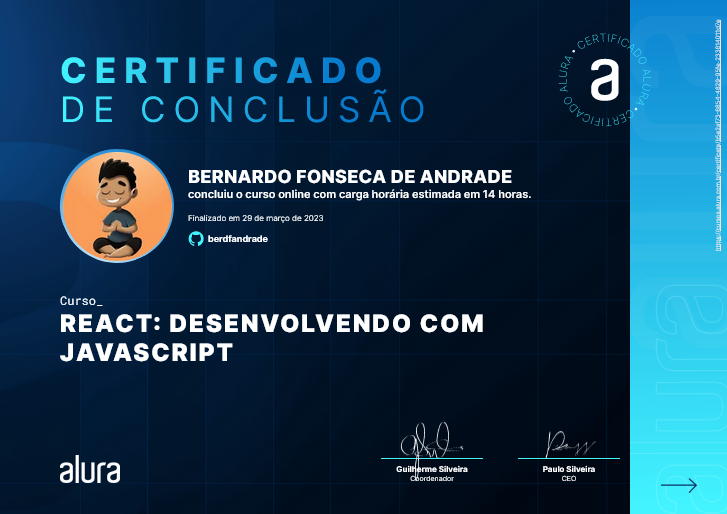 CERTIFICADO
DE CONCLUSÃO
CERTIFICADO ALURA • CERTIFICADO ALURA •
a
BERNARDO FONSECA DE ANDRADE
concluiu o curso online com carga horária estimada em 14 horas.
Finalizado em 29 de março de 2023
berdfandrade
Curso_
REACT: DESENVOLVENDO COM
JAVASCRIPT
alura
Guilherme Silveira
Coordenador
Paulo Silveira
CEO
alura